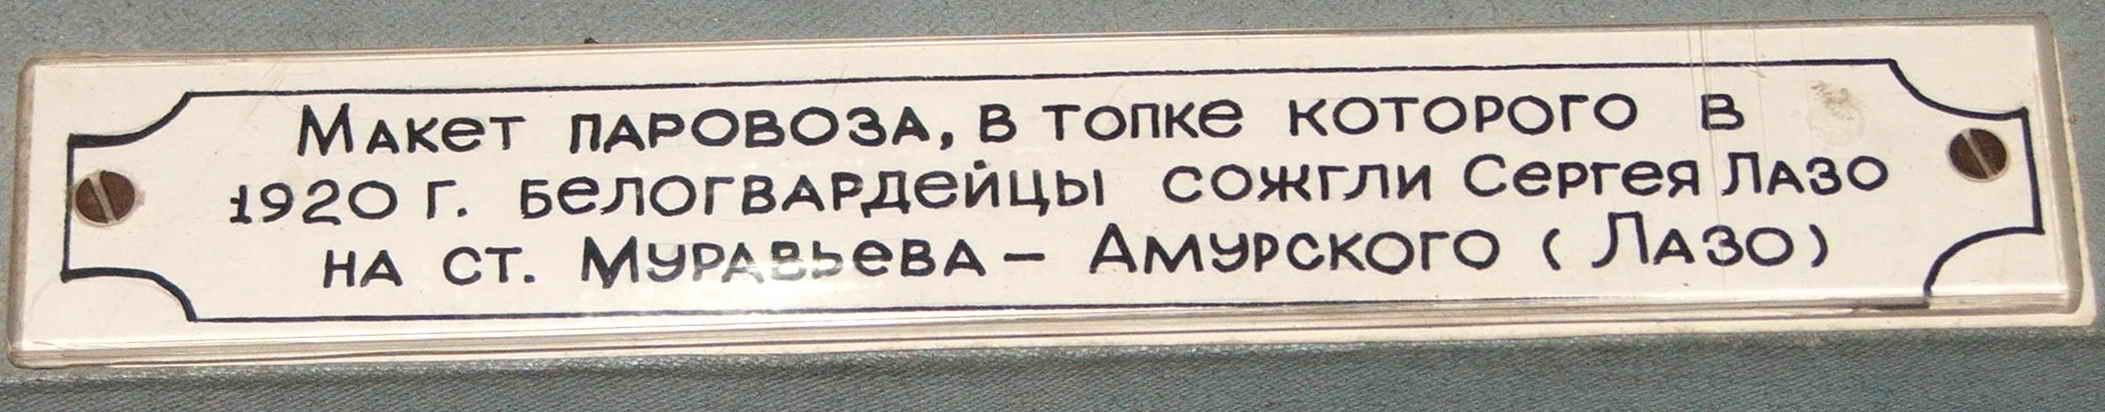 Макет паровоза, в топке которого в
1920 г. белогвардейцы сожгли Сергея Лазо
на ст. Муравьева – Амурского (Лазо)